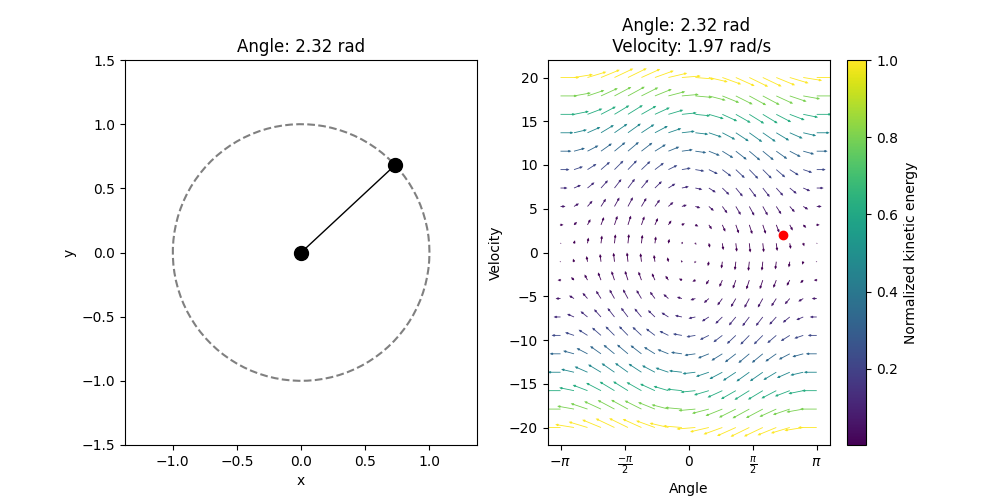 Angle: 2.32 rad
1.5
1.0
0.5
0.0
−0.5
−1.0
−1.5
y
−1.0
−0.5
0.0
0.5
1.0
x
Angle: 2.32 rad
Velocity: 1.97 rad/s
20
15
10
5
0
−5
−10
−15
−20
Velocity
−π
−π/2
0
π/2
π
Angle
1.0
0.8
0.6
0.4
0.2
Normalized kinetic energy